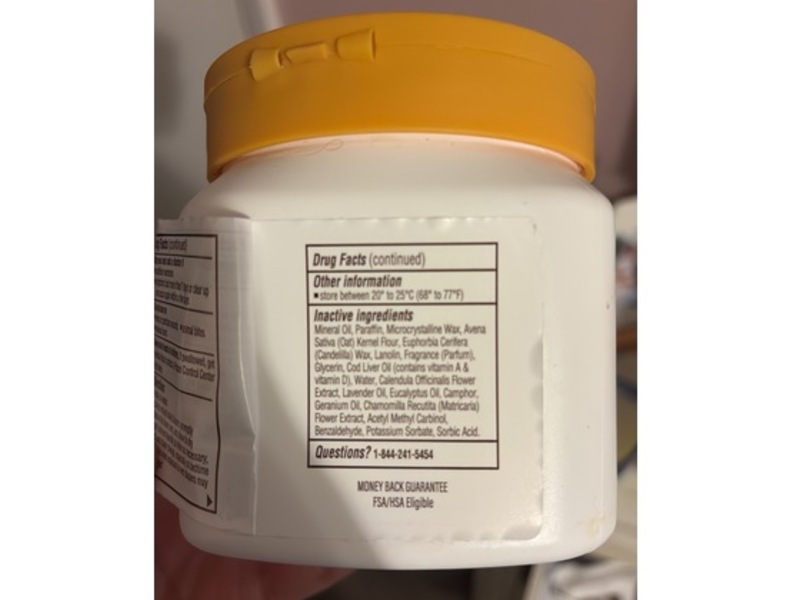 Drug Facts (continued)
Drug Facts (continued)
Other information
▪ store between 20° to 25°C (68° to 77°F)
Inactive ingredients
Mineral Oil, Paraffin, Microcrystalline Wax, Avena
Sativa (Oat) Kernel Flour, Euphorbia Cerifera
(Candelilla) Wax, Lanolin, Fragrance (Parfum),
Glycerin, Cod Liver Oil (contains vitamin A &
vitamin D), Water, Calendula Officinalis Flower
Extract, Lavender Oil, Eucalyptus Oil, Camphor,
Geranium Oil, Chamomilla Recutita (Matricaria)
Flower Extract, Acetyl Methyl Carbinol,
Benzaldehyde, Potassium Sorbate, Sorbic Acid.
Questions? 1-844-241-5454
MONEY BACK GUARANTEE
FSA/HSA Eligible